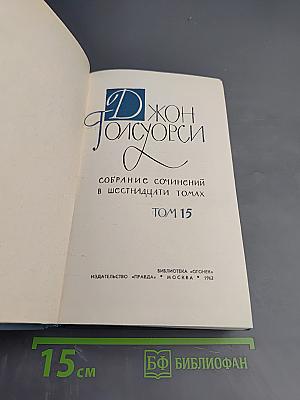 ДЖОН
ГОЛСУОРСИ
СОБРАНИЕ СОЧИНЕНИЙ
В ШЕСТНАДЦАТИ ТОМАХ
ТОМ 15
БИБЛИОТЕКА «ОГОНЕК»
ИЗДАТЕЛЬСТВО «ПРАВДА» * МОСКВА * 1962
15 см
БФ БИБЛИОФАН